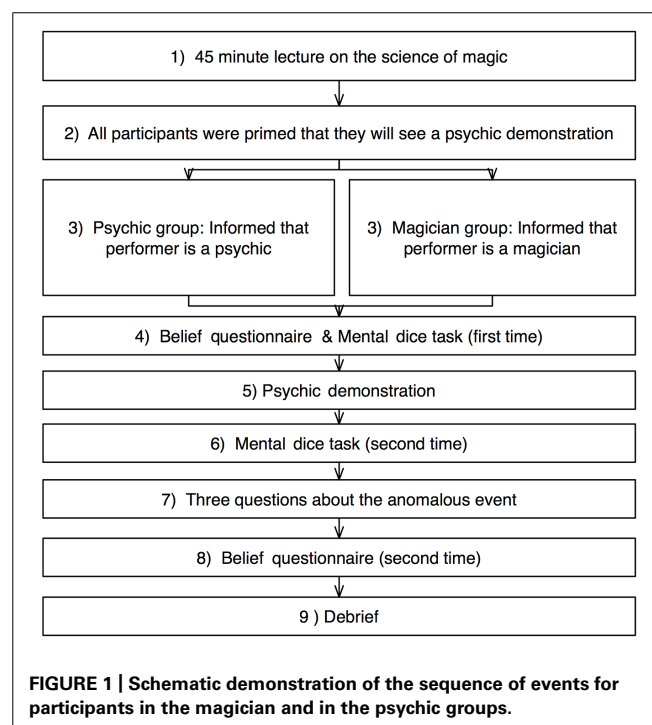 1) 45 minute lecture on the science of magic
2) All participants were primed that they will see a psychic demonstration
3) Psychic group: Informed that
performer is a psychic
3) Magician group: Informed that
performer is a magician
4) Belief questionnaire & Mental dice task (first time)
5) Psychic demonstration
6) Mental dice task (second time)
7) Three questions about the anomalous event
8) Belief questionnaire (second time)
9 ) Debrief
FIGURE 1 | Schematic demonstration of the sequence of events for
participants in the magician and in the psychic groups.